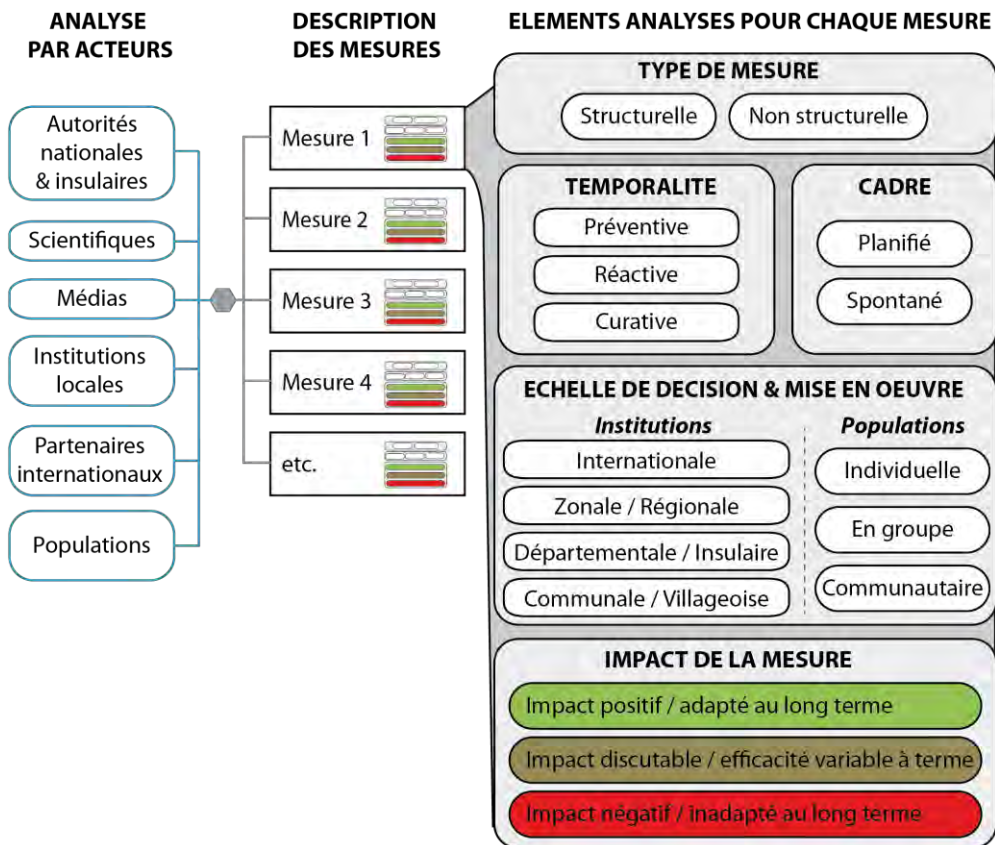 ANALYSE
PAR ACTEURS
Autorités
nationales
& insulaires
Scientifiques
Médias
Institutions
locales
Partenaires
internationaux
Populations
DESCRIPTION
DES MESURES
Mesure 1
Mesure 2
Mesure 3
Mesure 4
etc.
ELEMENTS ANALYSES POUR CHAQUE MESURE
TYPE DE MESURE
Structurelle
Non structurelle
TEMPORALITE
Préventive
Réactive
Curative
CADRE
Planifié
Spontané
ECHELLE DE DECISION & MISE EN OEUVRE
Institutions
Internationale
Zonale / Régionale
Départementale / Insulaire
Communale / Villageoise
Populations
Individuelle
En groupe
Communautaire
IMPACT DE LA MESURE
Impact positif / adapté au long terme
Impact discutable / efficacité variable à terme
Impact négatif / inadapté au long terme